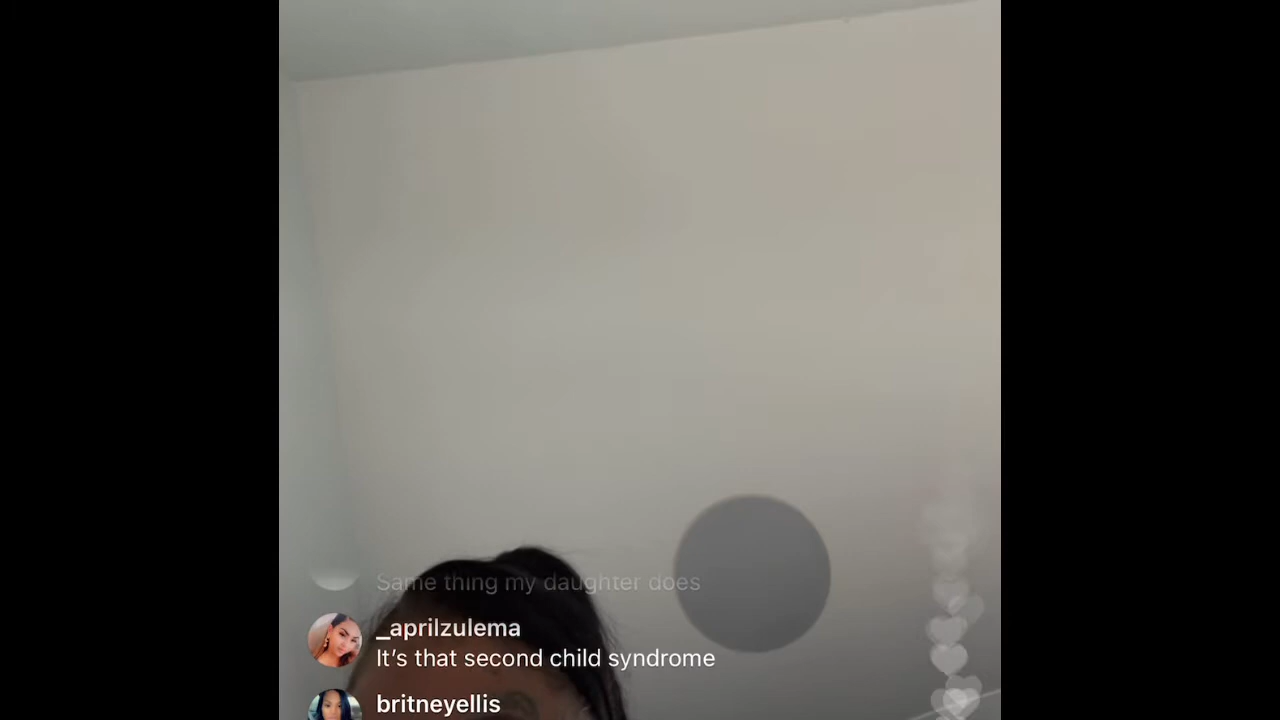 Same thing my daughter does
_aprilzulema
It's that second child syndrome
britneyellis